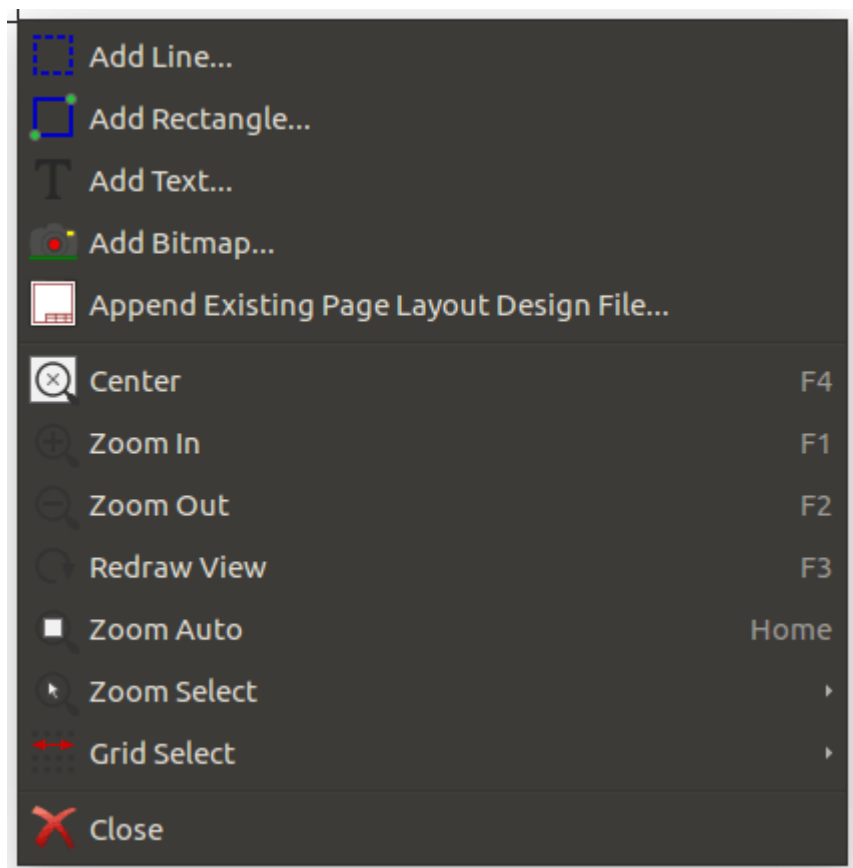 Add Line...
Add Rectangle...
Add Text...
Add Bitmap...
Append Existing Page Layout Design File...
Center F4
Zoom In F1
Zoom Out F2
Redraw View F3
Zoom Auto Home
Zoom Select
Grid Select
Close